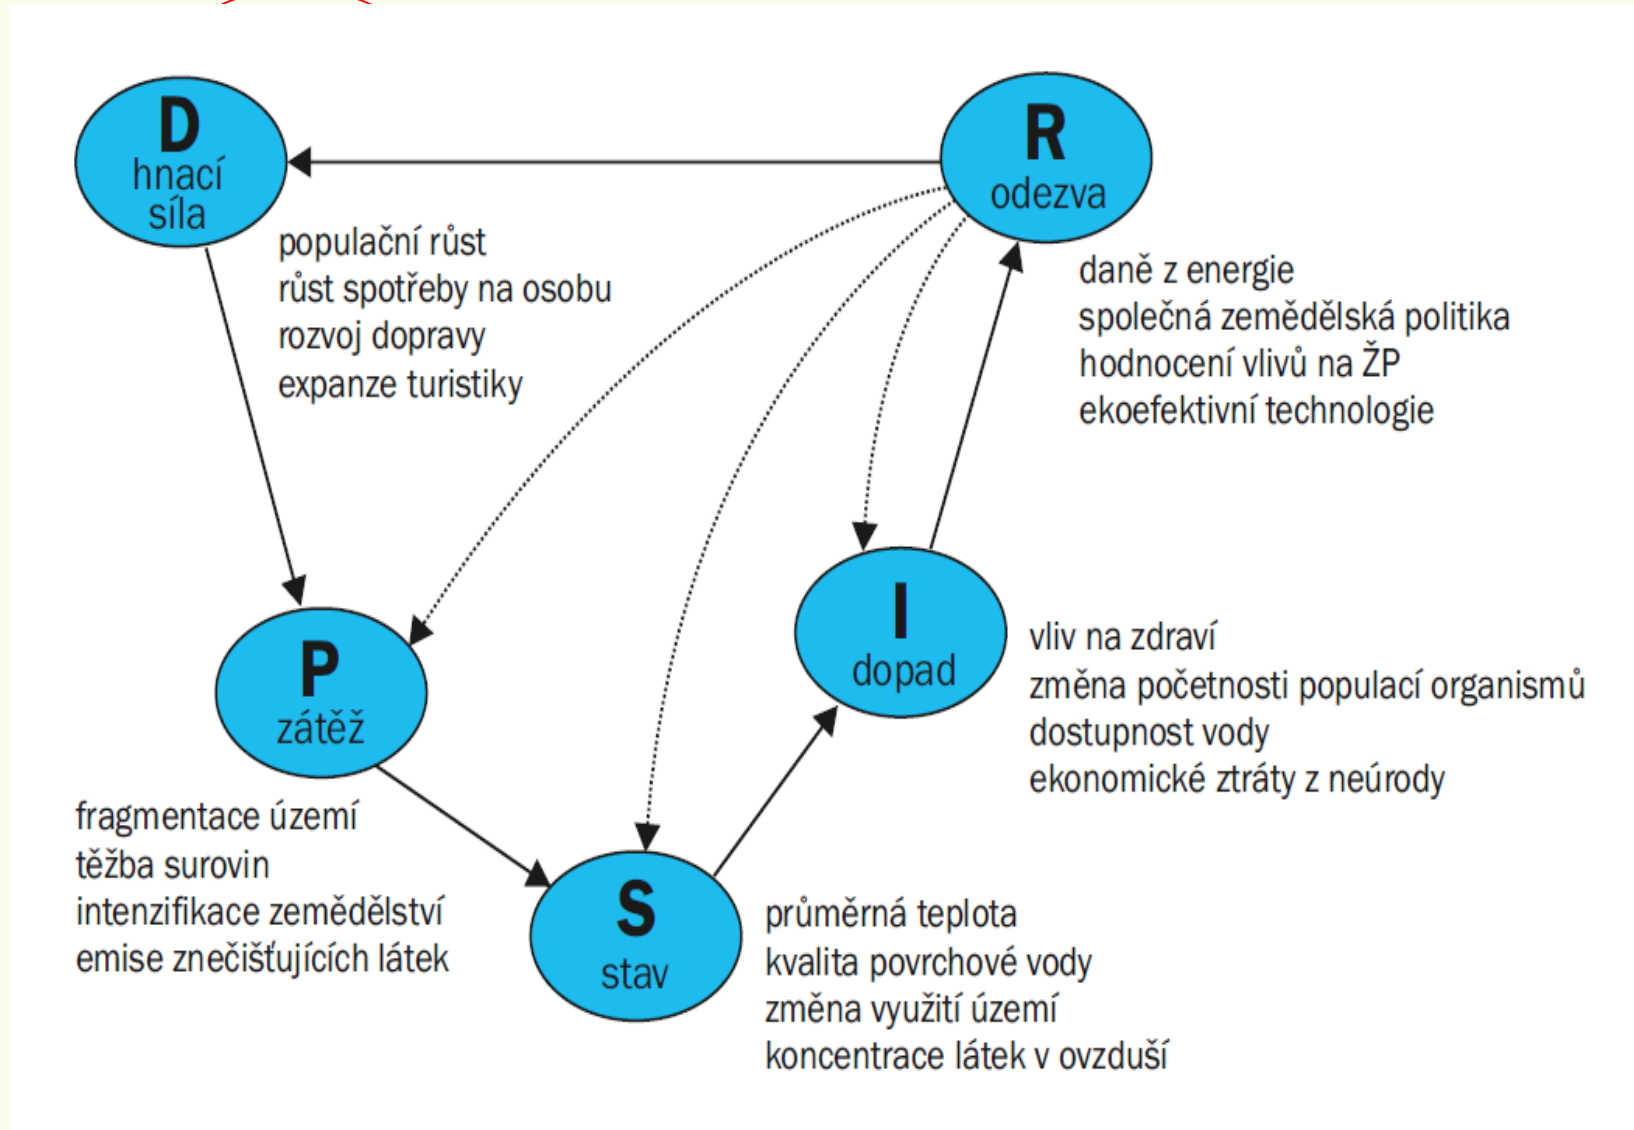 D
hnací
síla
populační růst
růst spotřeby na osobu
rozvoj dopravy
expanze turistiky
R
odezva
daně z energie
společná zemědělská politika
hodnocení vlivů na ŽP
ekoefektivní technologie
P
zátěž
fragmentace území
těžba surovin
intenzifikace zemědělství
emise znečišťujících látek
I
dopad
vliv na zdraví
změna početnosti populací organismů
dostupnost vody
ekonomické ztráty z neúrody
S
stav
průměrná teplota
kvalita povrchové vody
změna využití území
koncentrace látek v ovzduší